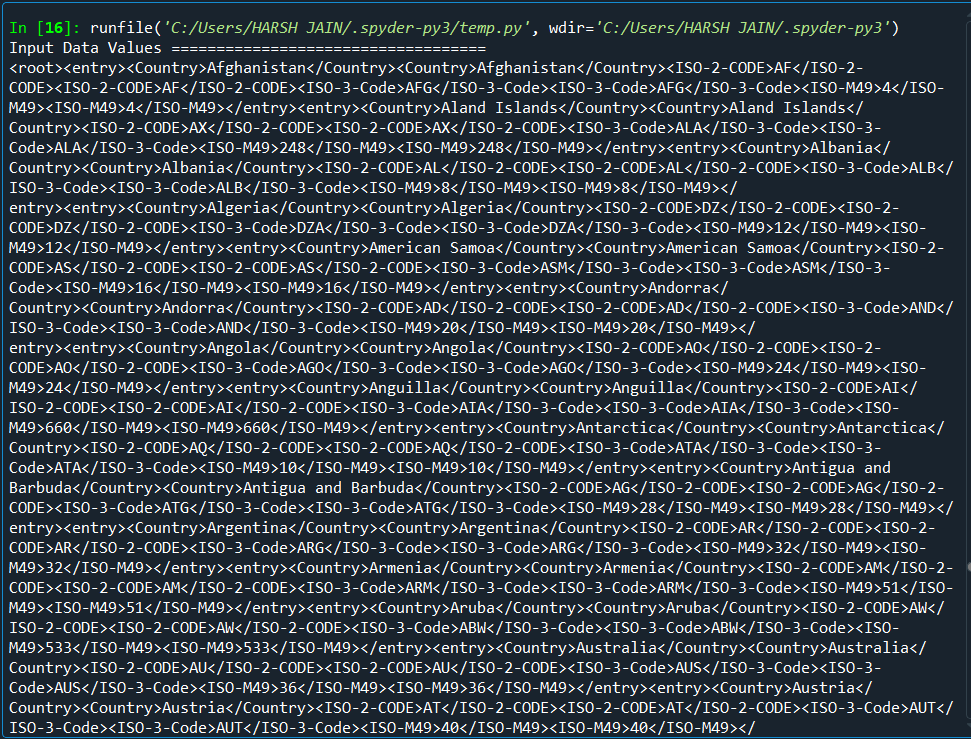 In [16]: runfile('C:/Users/HARSH JAIN/.spyder-py3/temp.py', wdir='C:/Users/HARSH JAIN/.spyder-py3')
Input Data Values ===================================
<root><entry><Country>Afghanistan</Country><Country>Afghanistan</Country><ISO-2-CODE>AF</ISO-2-
CODE><ISO-2-CODE>AF</ISO-2-CODE><ISO-3-Code>AFG</ISO-3-Code><ISO-3-Code>AFG</ISO-3-Code><ISO-M49>4</ISO-
M49><ISO-M49>4</ISO-M49></entry><entry><Country>Aland Islands</Country><Country>Aland Islands</
Country><ISO-2-CODE>AX</ISO-2-CODE><ISO-2-CODE>AX</ISO-2-CODE><ISO-3-Code>ALA</ISO-3-Code><ISO-3-
Code>ALA</ISO-3-Code><ISO-M49>248</ISO-M49><ISO-M49>248</ISO-M49></entry><entry><Country>Albania</
Country><Country>Albania</Country><ISO-2-CODE>AL</ISO-2-CODE><ISO-2-CODE>AL</ISO-2-CODE><ISO-3-Code>ALB</
ISO-3-Code><ISO-3-Code>ALB</ISO-3-Code><ISO-M49>8</ISO-M49><ISO-M49>8</ISO-M49></
entry><entry><Country>Algeria</Country><Country>Algeria</Country><ISO-2-CODE>DZ</ISO-2-CODE><ISO-2-
CODE>DZ</ISO-2-CODE><ISO-3-Code>DZA</ISO-3-Code><ISO-3-Code>DZA</ISO-3-Code><ISO-M49>12</ISO-M49><ISO-
M49>12</ISO-M49></entry><entry><Country>American Samoa</Country><Country>American Samoa</Country><ISO-2-
CODE>AS</ISO-2-CODE><ISO-2-CODE>AS</ISO-2-CODE><ISO-3-Code>ASM</ISO-3-Code><ISO-3-Code>ASM</ISO-3-
Code><ISO-M49>16</ISO-M49><ISO-M49>16</ISO-M49></entry><entry><Country>Andorra</
Country><Country>Andorra</Country><ISO-2-CODE>AD</ISO-2-CODE><ISO-2-CODE>AD</ISO-2-CODE><ISO-3-Code>AND</
ISO-3-Code><ISO-3-Code>AND</ISO-3-Code><ISO-M49>20</ISO-M49><ISO-M49>20</ISO-M49></
entry><entry><Country>Angola</Country><Country>Angola</Country><ISO-2-CODE>AO</ISO-2-CODE><ISO-2-
CODE>AO</ISO-2-CODE><ISO-3-Code>AGO</ISO-3-Code><ISO-3-Code>AGO</ISO-3-Code><ISO-M49>24</ISO-M49><ISO-
M49>24</ISO-M49></entry><entry><Country>Anguilla</Country><Country>Anguilla</Country><ISO-2-CODE>AI</
ISO-2-CODE><ISO-2-CODE>AI</ISO-2-CODE><ISO-3-Code>AIA</ISO-3-Code><ISO-3-Code>AIA</ISO-3-Code><ISO-
M49>660</ISO-M49><ISO-M49>660</ISO-M49></entry><entry><Country>Antarctica</Country><Country>Antarctica</
Country><ISO-2-CODE>AQ</ISO-2-CODE><ISO-2-CODE>AQ</ISO-2-CODE><ISO-3-Code>ATA</ISO-3-Code><ISO-3-
Code>ATA</ISO-3-Code><ISO-M49>10</ISO-M49><ISO-M49>10</ISO-M49></entry><entry><Country>Antigua and
Barbuda</Country><Country>Antigua and Barbuda</Country><ISO-2-CODE>AG</ISO-2-CODE><ISO-2-CODE>AG</ISO-2-
CODE><ISO-3-Code>ATG</ISO-3-Code><ISO-3-Code>ATG</ISO-3-Code><ISO-M49>28</ISO-M49><ISO-M49>28</ISO-M49></
entry><entry><Country>Argentina</Country><Country>Argentina</Country><ISO-2-CODE>AR</ISO-2-CODE><ISO-2-
CODE>AR</ISO-2-CODE><ISO-3-Code>ARG</ISO-3-Code><ISO-3-Code>ARG</ISO-3-Code><ISO-M49>32</ISO-M49><ISO-
M49>32</ISO-M49></entry><entry><Country>Armenia</Country><Country>Armenia</Country><ISO-2-CODE>AM</ISO-2-
CODE><ISO-2-CODE>AM</ISO-2-CODE><ISO-3-Code>ARM</ISO-3-Code><ISO-3-Code>ARM</ISO-3-Code><ISO-M49>51</ISO-
M49><ISO-M49>51</ISO-M49></entry><entry><Country>Aruba</Country><Country>Aruba</Country><ISO-2-CODE>AW</
ISO-2-CODE><ISO-2-CODE>AW</ISO-2-CODE><ISO-3-Code>ABW</ISO-3-Code><ISO-3-Code>ABW</ISO-3-Code><ISO-
M49>533</ISO-M49><ISO-M49>533</ISO-M49></entry><entry><Country>Australia</Country><Country>Australia</
Country><ISO-2-CODE>AU</ISO-2-CODE><ISO-2-CODE>AU</ISO-2-CODE><ISO-3-Code>AUS</ISO-3-Code><ISO-3-
Code>AUS</ISO-3-Code><ISO-M49>36</ISO-M49><ISO-M49>36</ISO-M49></entry><entry><Country>Austria</
Country><Country>Austria</Country><ISO-2-CODE>AT</ISO-2-CODE><ISO-2-CODE>AT</ISO-2-CODE><ISO-3-Code>AUT</
ISO-3-Code><ISO-3-Code>AUT</ISO-3-Code><ISO-M49>40</ISO-M49><ISO-M49>40</ISO-M49></